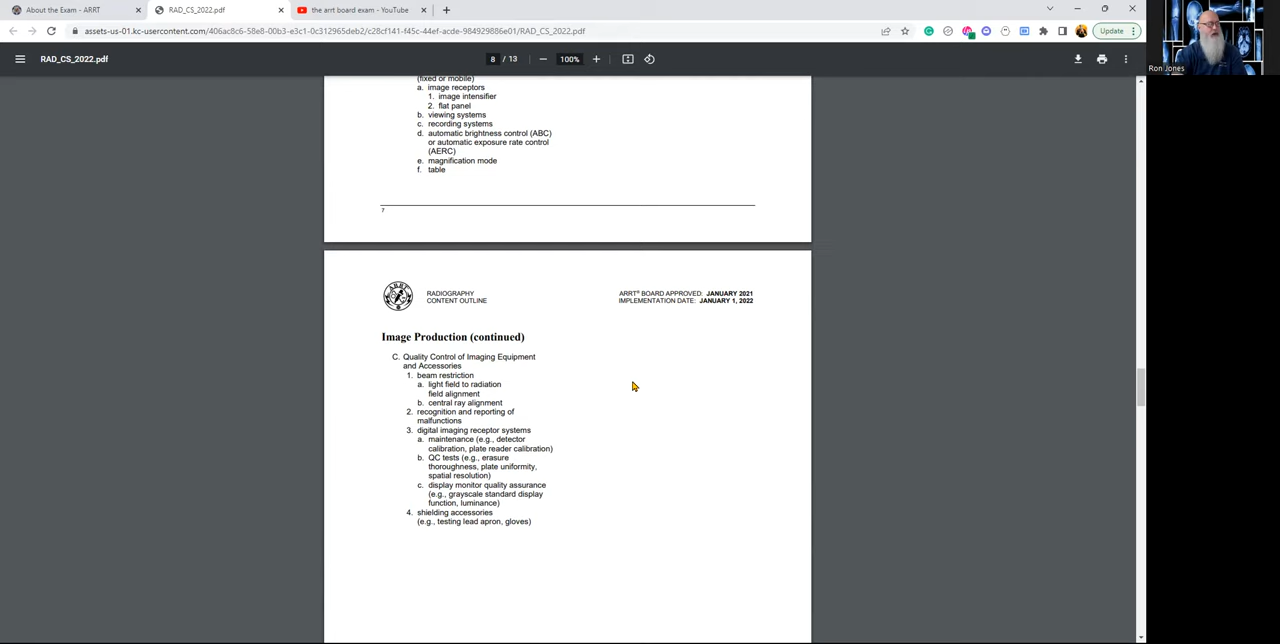 About the Exam - ARRT
RAD_CS_2022.pdf
the arrt board exam - YouTube
assets-us-01.kc-usercontent.com/406ac8c6-58e8-00b3-e3c1-0c312965deb2/c28cf141-f45c-44ef-acde-984929886e01/RAD_CS_2022.pdf
Update
RAD_CS_2022.pdf
8 / 13
100%
Ron Jones
(fixed or mobile)
a. image receptors
1. image intensifier
2. flat panel
b. viewing systems
c. recording systems
d. automatic brightness control (ABC)
or automatic exposure rate control
(AERC)
e. magnification mode
f. table
7
RADIOGRAPHY
CONTENT OUTLINE
ARRT® BOARD APPROVED: JANUARY 2021
IMPLEMENTATION DATE: JANUARY 1, 2022
Image Production (continued)
C. Quality Control of Imaging Equipment
and Accessories
1. beam restriction
a. light field to radiation
field alignment
b. central ray alignment
2. recognition and reporting of
malfunctions
3. digital imaging receptor systems
a. maintenance (e.g., detector
calibration, plate reader calibration)
b. QC tests (e.g., erasure
thoroughness, plate uniformity,
spatial resolution)
c. display monitor quality assurance
(e.g., grayscale standard display
function, luminance)
4. shielding accessories
(e.g., testing lead apron, gloves)